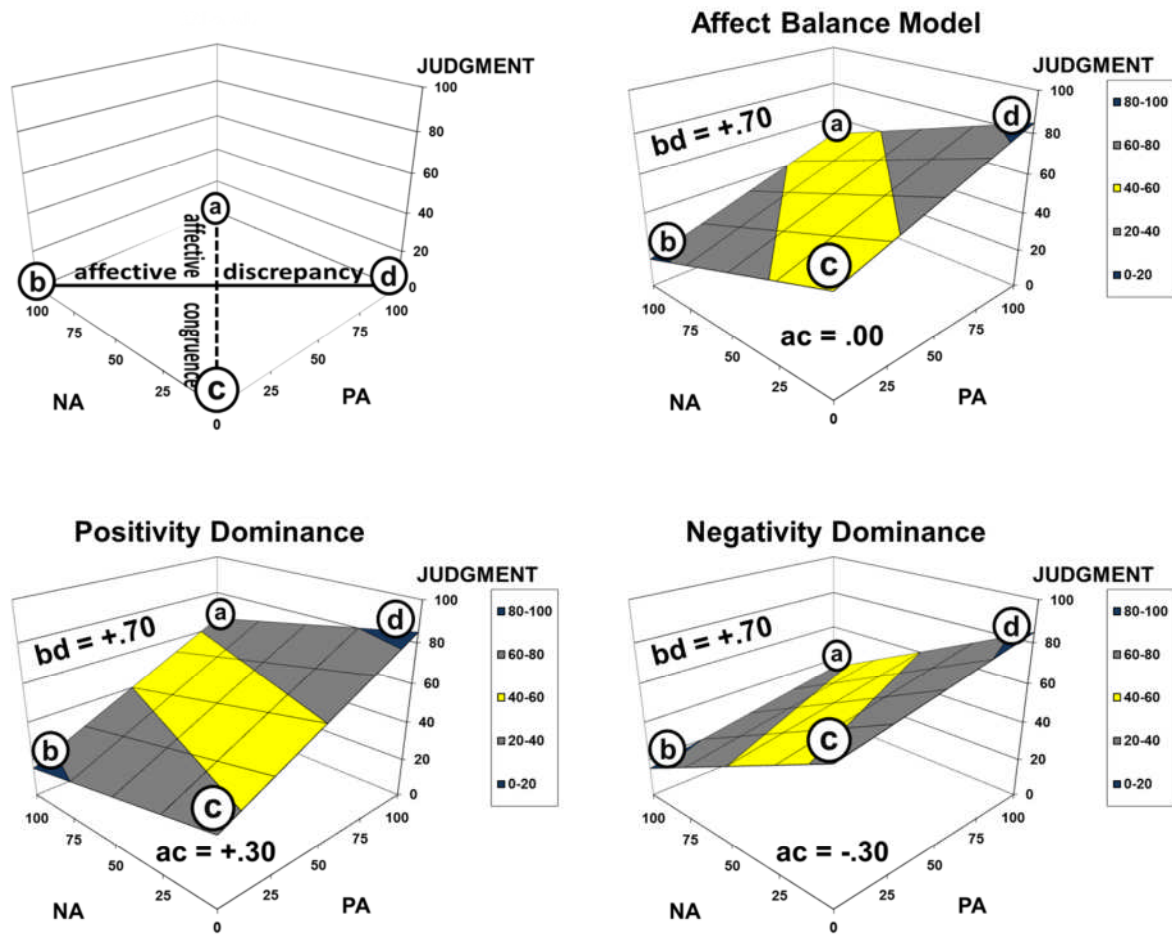 JUDGMENT
100
80
60
40
20
0
a
affective
congruence
b
affective
discrepancy
d
c
100
75
50
25
0
25
50
75
100
NA
PA
Affect Balance Model
JUDGMENT
bd = +.70
a
d
b
c
100
80
60
40
20
0
80-100
60-80
40-60
20-40
0-20
ac = .00
100
75
50
25
0
25
50
75
100
NA
PA
Positivity Dominance
JUDGMENT
bd = +.70
a
d
b
c
100
80
60
40
20
0
80-100
60-80
40-60
20-40
0-20
ac = +.30
100
75
50
25
0
25
50
75
100
NA
PA
Negativity Dominance
JUDGMENT
bd = +.70
a
d
b
c
100
80
60
40
20
0
80-100
60-80
40-60
20-40
0-20
ac = -.30
100
75
50
25
0
25
50
75
100
NA
PA